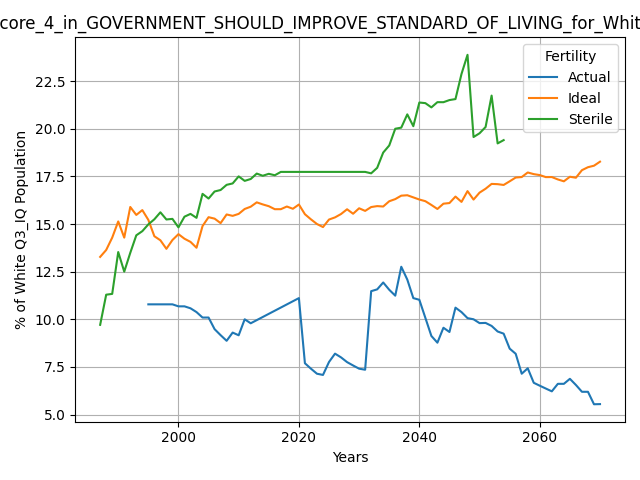 core_4_in_GOVERNMENT_SHOULD_IMPROVE_STANDARD_OF_LIVING_for_Whit
Fertility
Actual
Ideal
Sterile
% of White Q3_IQ Population
22.5
20.0
17.5
15.0
12.5
10.0
7.5
5.0
2000
2020
2040
2060
Years